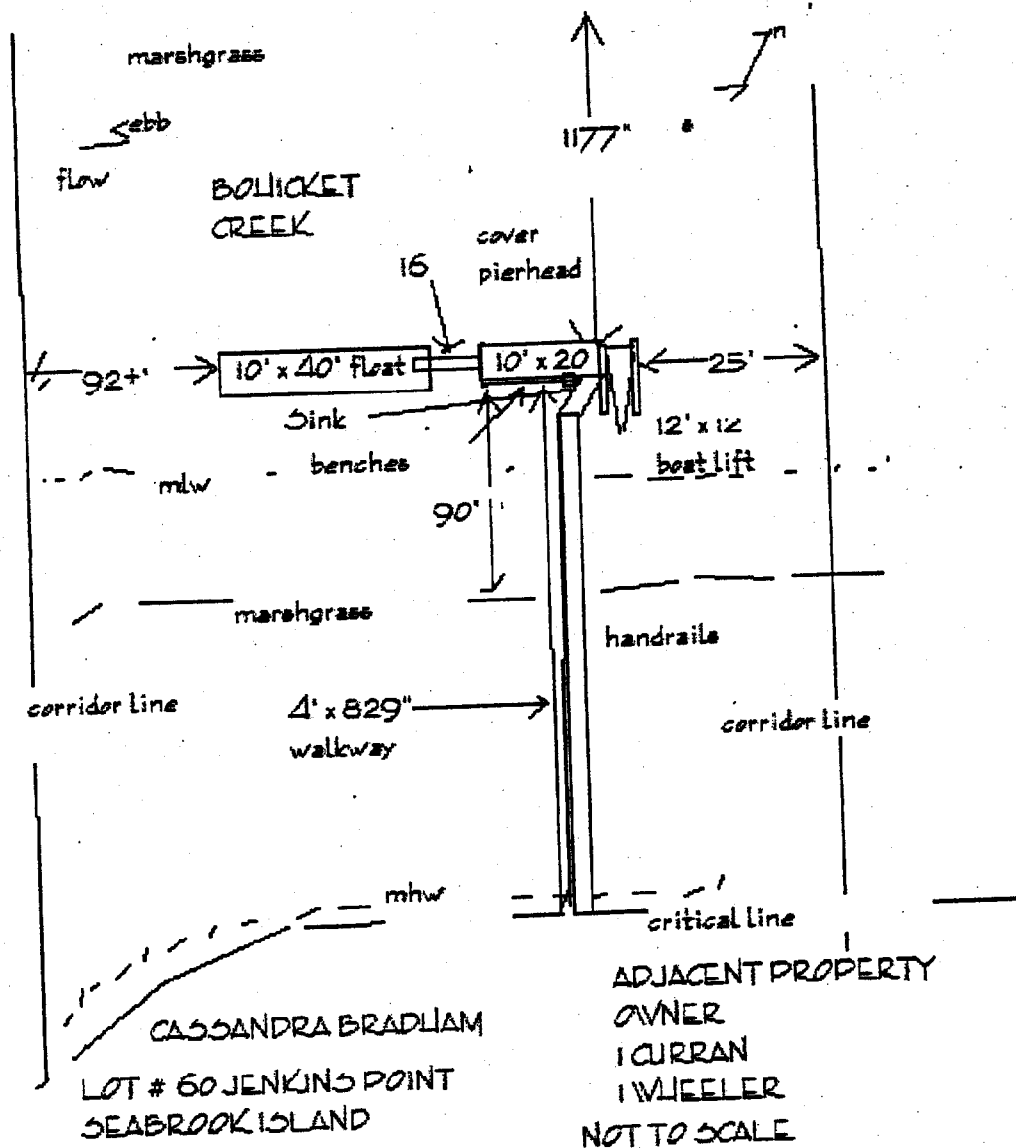 marshgrass
n
ebb
1177"
flow
BOHICKET
CREEK
cover
pierhead
16
92+'
10' x 40' float
10' x 20
25'
Sink
12' x 12
benches
boat lift
mlw
90'
marshgrass
handrails
corridor line
4' x 829"
walkway
corridor line
mhw
critical line
CASSANDRA BRADHAM
LOT # 60 JENKINS POINT
SEABROOK ISLAND
ADJACENT PROPERTY
OWNER
1 CURRAN
1 WHEELER
NOT TO SCALE